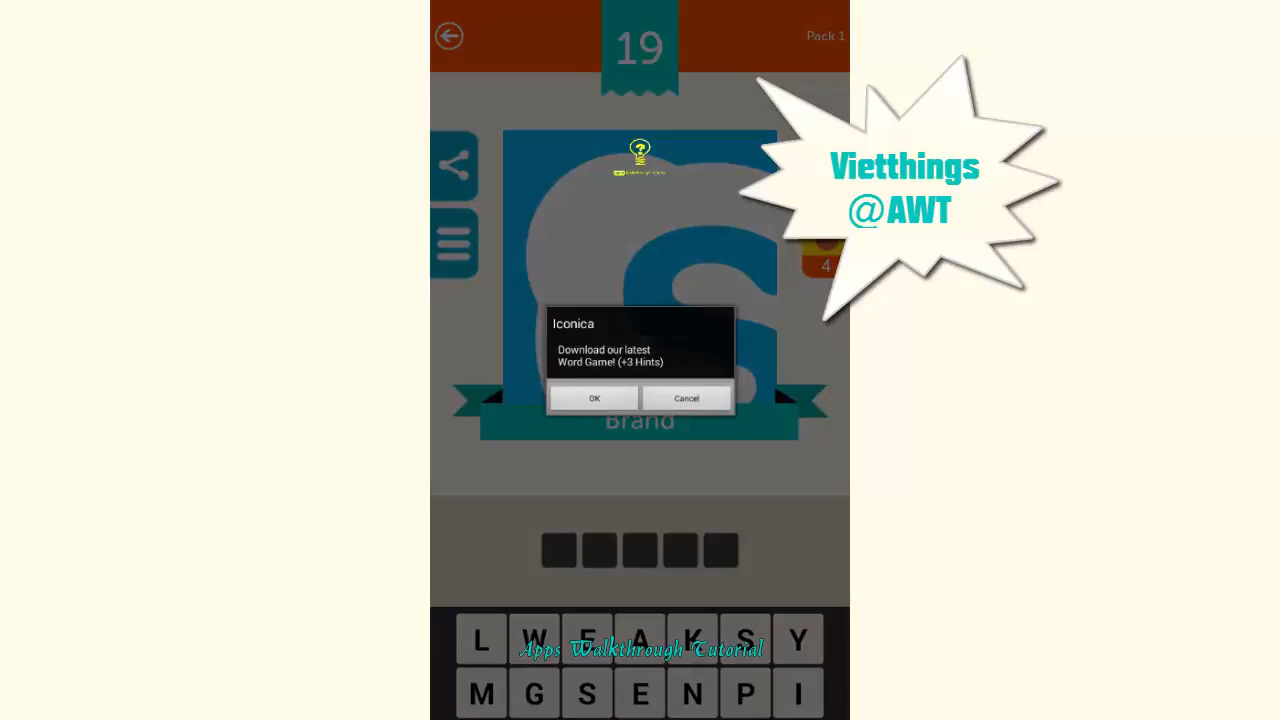 19
Pack 1
Vietthings
@AWT
4
Iconica
Download our latest
Word Game! (+3 Hints)
OK
Cancel
Brand
L W E A K S Y
Apps Walkthrough Tutorial
M G S E N P I